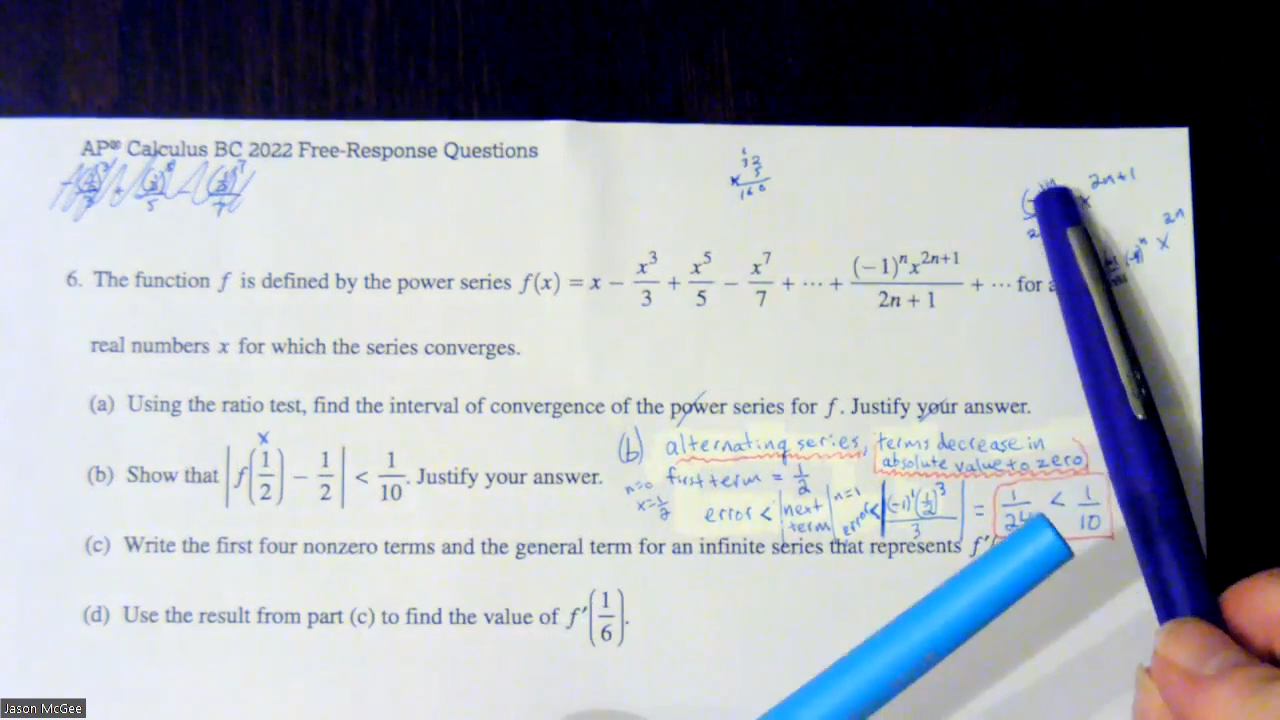 AP® Calculus BC 2022 Free-Response Questions
32
× 5
160
2n+1
x
2n
x
6. The function f is defined by the power series f(x) = x − x³/3 + x⁵/5 − x⁷/7 + ··· + (−1)ⁿx²ⁿ⁺¹/(2n + 1) + ··· for
real numbers x for which the series converges.
(a) Using the ratio test, find the interval of convergence of the power series for f. Justify your answer.
x
(b) Show that |f(1/2) − 1/2| < 1/10. Justify your answer.
(b) alternating series, terms decrease in
absolute value to zero
n=0 first term = 1/2
x=1/2
error < |next term| n=1 error < |(-1)¹(1/2)³/3| = 1/24 < 1/10
(c) Write the first four nonzero terms and the general term for an infinite series that represents f′
(d) Use the result from part (c) to find the value of f′(1/6).
Jason McGee